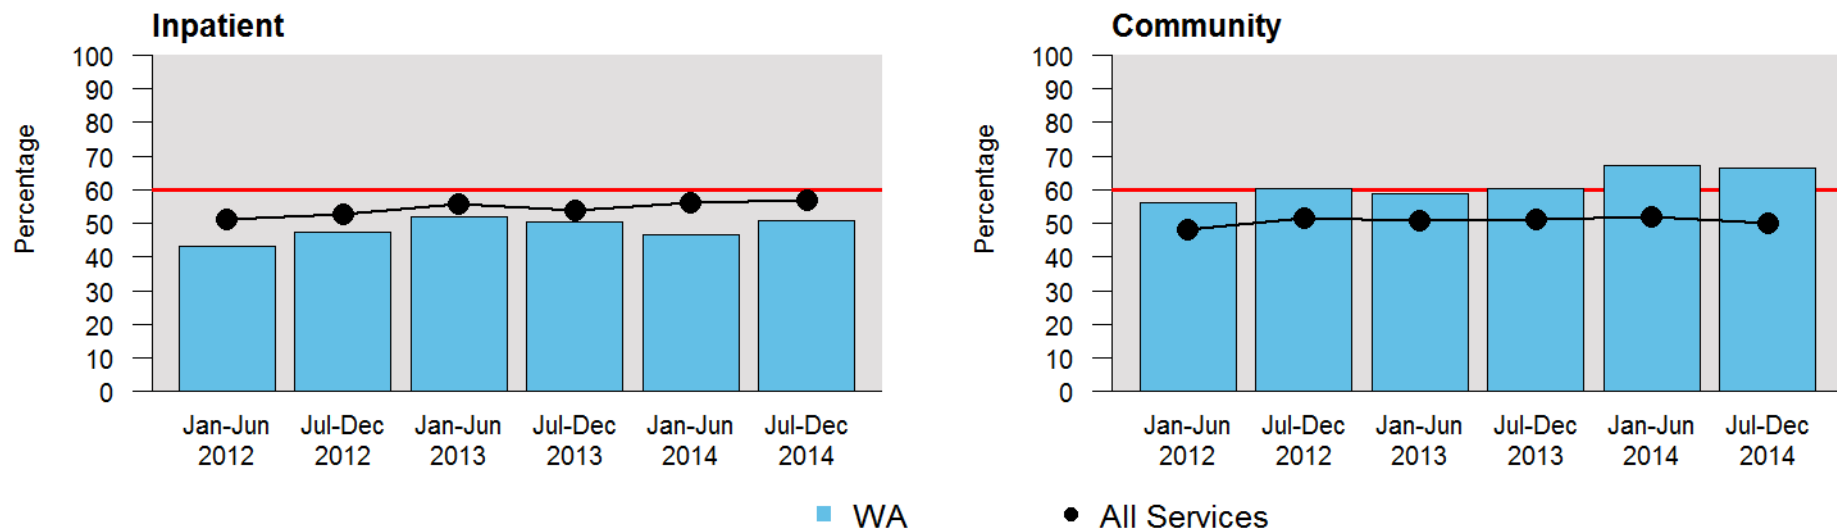 Inpatient
Percentage
100
90
80
70
60
50
40
30
20
10
0
Jan-Jun 2012
Jul-Dec 2012
Jan-Jun 2013
Jul-Dec 2013
Jan-Jun 2014
Jul-Dec 2014
Community
Percentage
100
90
80
70
60
50
40
30
20
10
0
Jan-Jun 2012
Jul-Dec 2012
Jan-Jun 2013
Jul-Dec 2013
Jan-Jun 2014
Jul-Dec 2014
WA
All Services